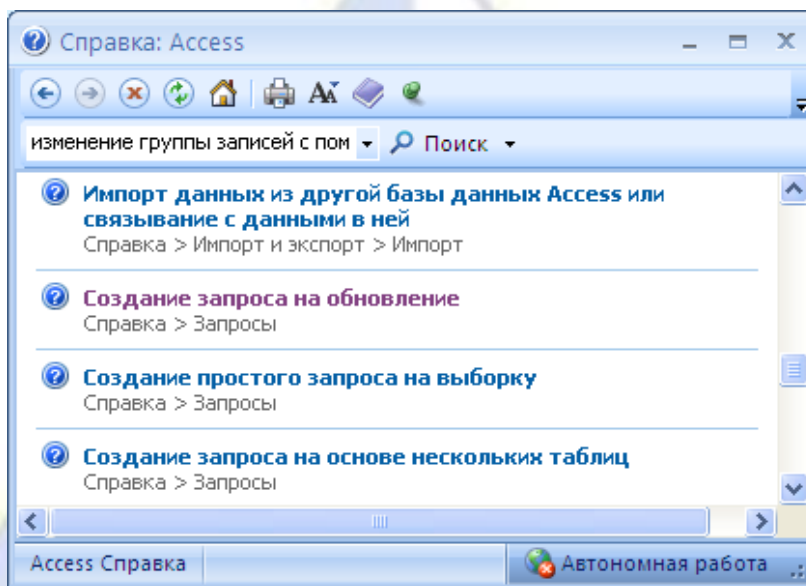 Справка: Access
изменение группы записей с пом
Поиск
Импорт данных из другой базы данных Access или
связывание с данными в ней
Справка > Импорт и экспорт > Импорт
Создание запроса на обновление
Справка > Запросы
Создание простого запроса на выборку
Справка > Запросы
Создание запроса на основе нескольких таблиц
Справка > Запросы
Access Справка
Автономная работа